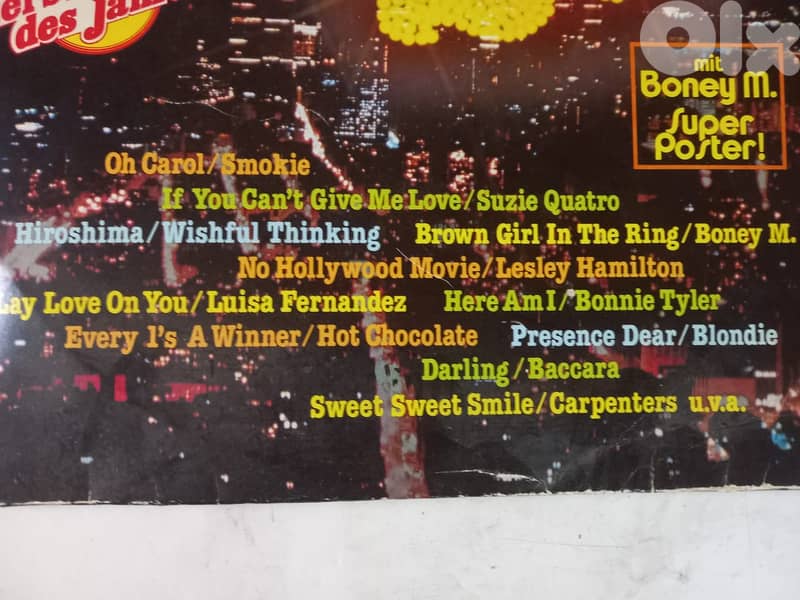 des Jahr
Olx
mit
Boney M.
Super
Poster!
Oh Carol/Smokie
If You Can't Give Me Love/Suzie Quatro
Hiroshima/Wishful Thinking Brown Girl In The Ring/Boney M.
No Hollywood Movie/Lesley Hamilton
Lay Love On You/Luisa Fernandez Here Am I/Bonnie Tyler
Every 1's A Winner/Hot Chocolate Presence Dear/Blondie
Darling/Baccara
Sweet Sweet Smile/Carpenters u.v.a.